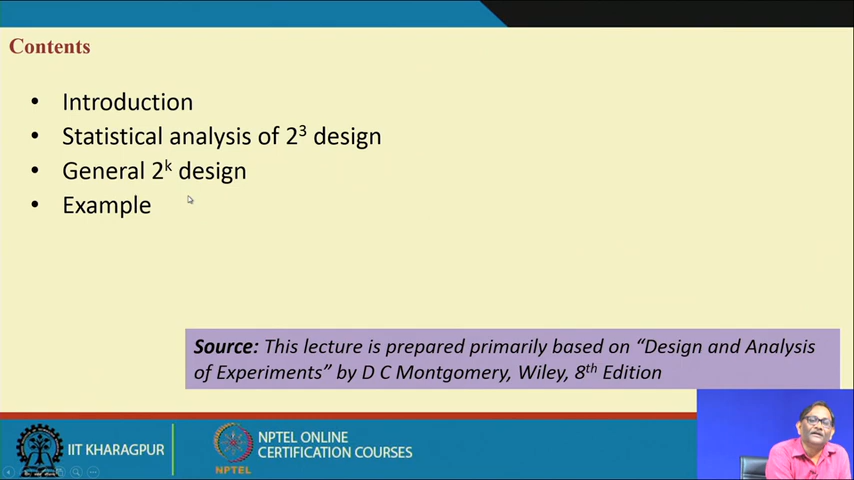 Contents
• Introduction
• Statistical analysis of 2³ design
• General 2ᵏ design
• Example
Source: This lecture is prepared primarily based on “Design and Analysis
of Experiments” by D C Montgomery, Wiley, 8ᵗʰ Edition
IIT KHARAGPUR
NPTEL
NPTEL ONLINE
CERTIFICATION COURSES